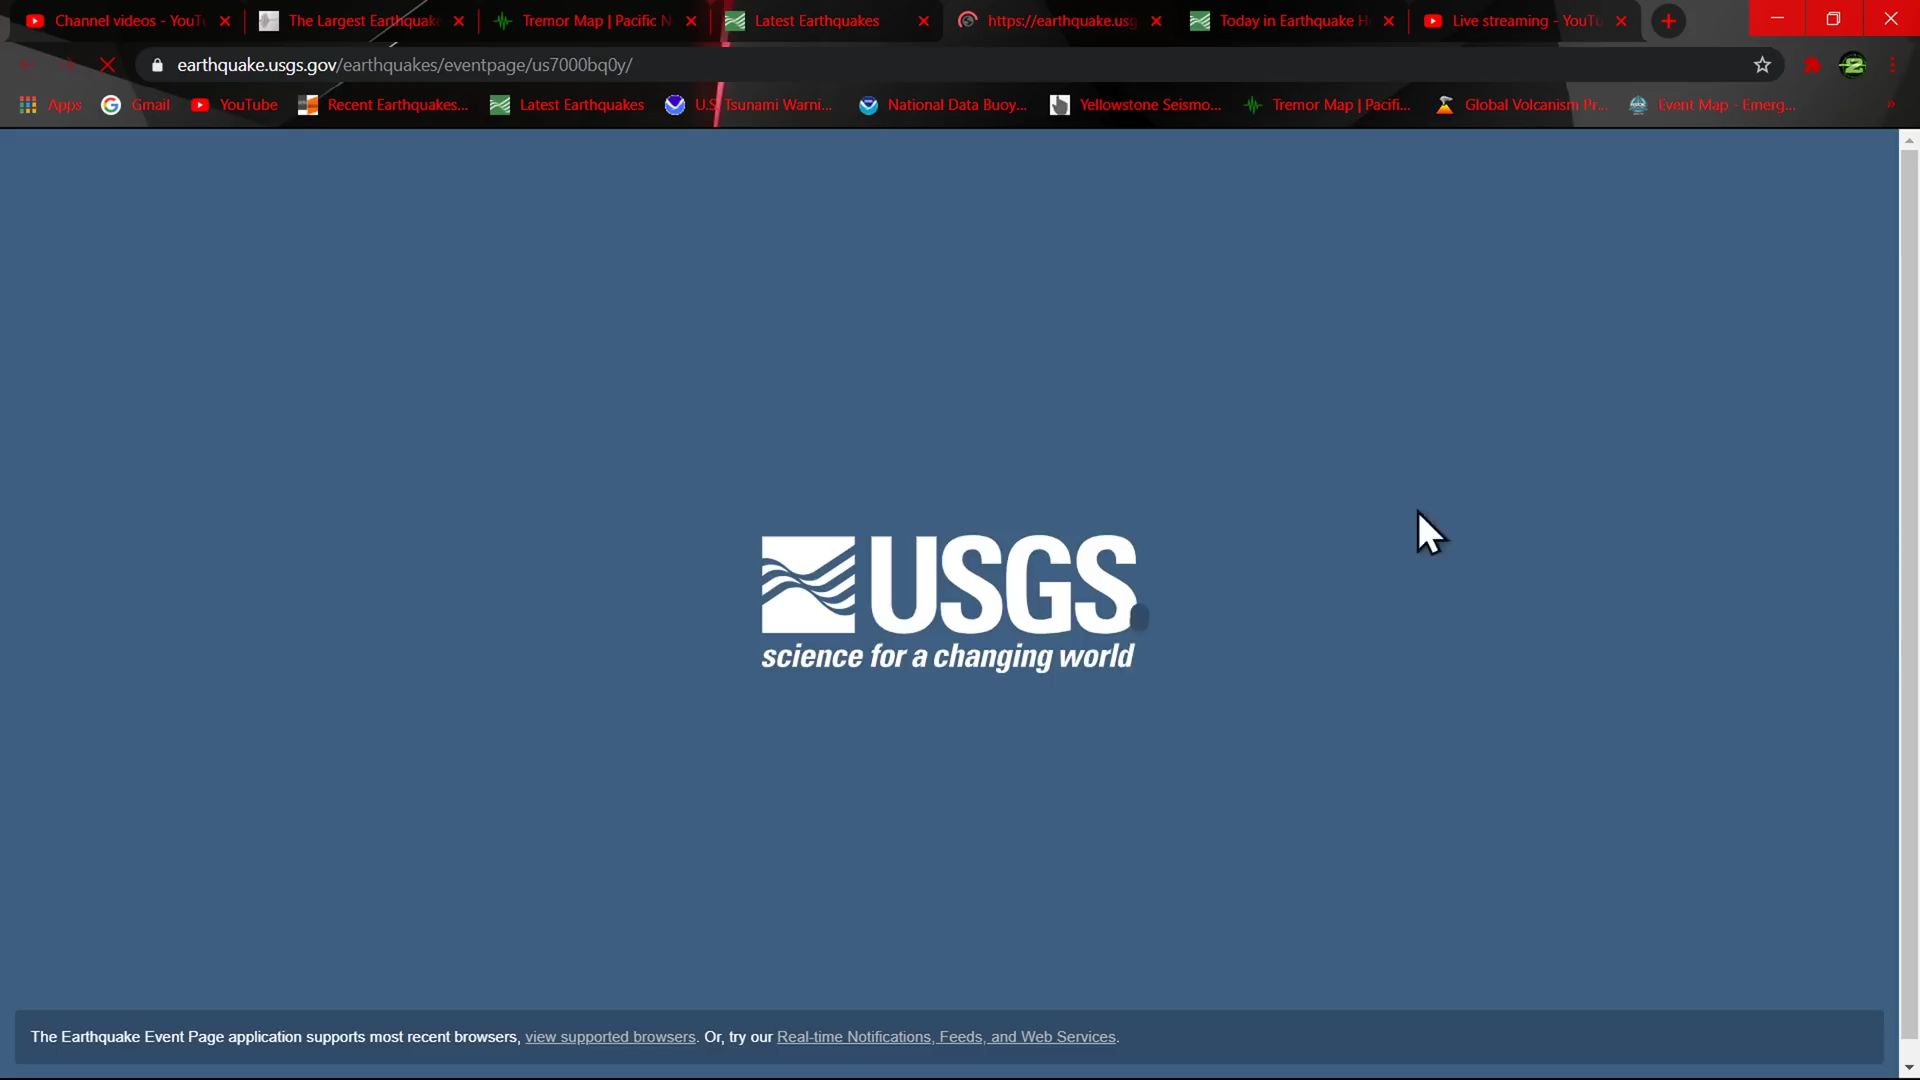 Channel videos - YouTu
The Largest Earthquake
Tremor Map | Pacific N
Latest Earthquakes
https://earthquake.usg
Today in Earthquake H
Live streaming - YouTu
earthquake.usgs.gov/earthquakes/eventpage/us7000bq0y/
Apps
Gmail
YouTube
Recent Earthquakes...
Latest Earthquakes
U.S. Tsunami Warni...
National Data Buoy...
Yellowstone Seismo...
Tremor Map | Pacifi...
Global Volcanism Pr...
Event Map - Emerg...
USGS
science for a changing world
The Earthquake Event Page application supports most recent browsers, view supported browsers. Or, try our Real-time Notifications, Feeds, and Web Services.